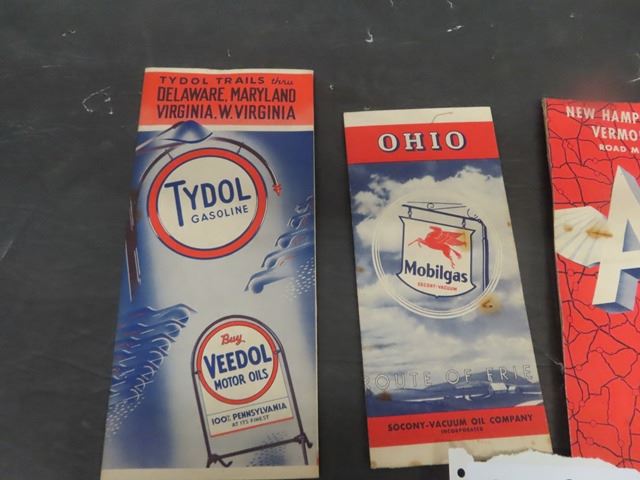 TYDOL TRAILS thru
DELAWARE, MARYLAND
VIRGINIA, W. VIRGINIA
TYDOL
GASOLINE
Buy
VEEDOL
MOTOR OILS
100% PENNSYLVANIA
AT ITS FINEST
OHIO
Mobilgas
SOCONY-VACUUM
ROUTE OF ERIE
SOCONY-VACUUM OIL COMPANY
INCORPORATED
NEW HAMP
VERMO
ROAD M
A